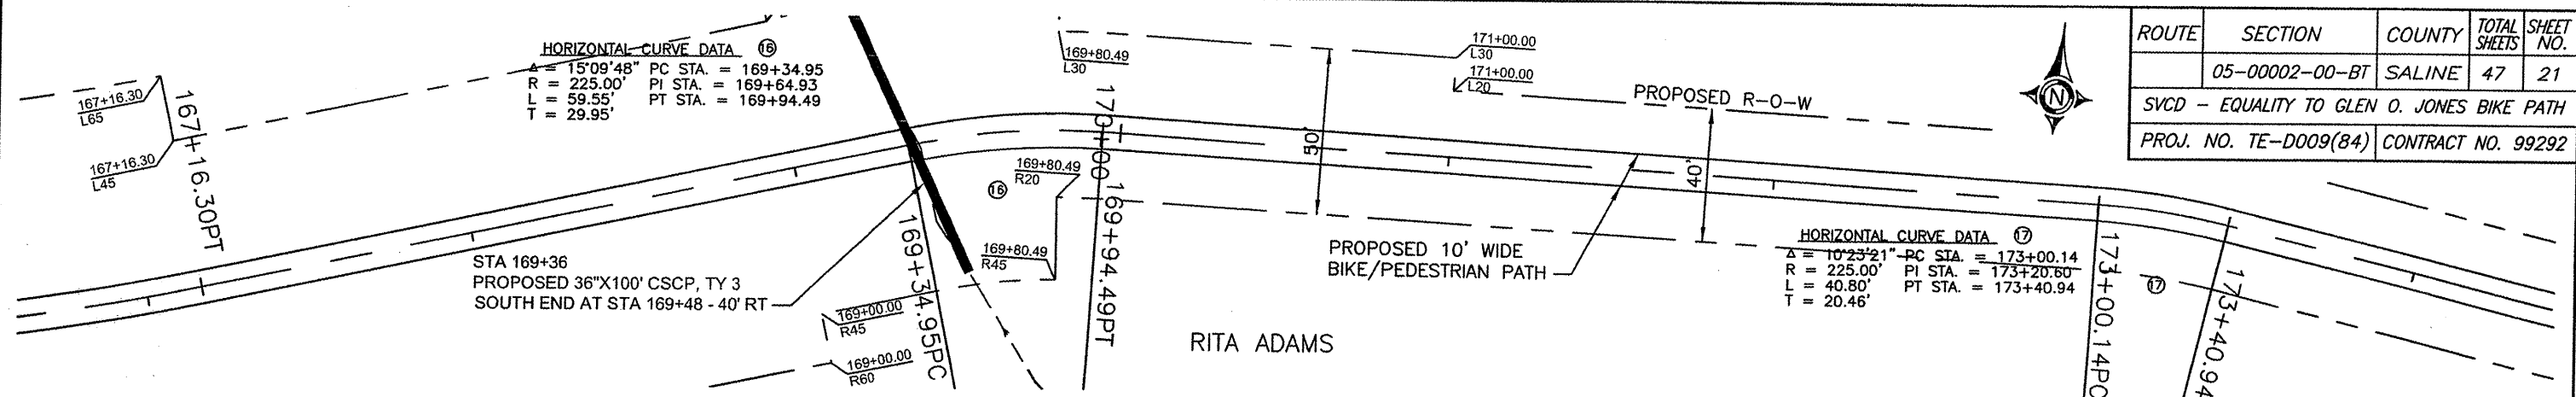 ROUTE SECTION COUNTY TOTAL SHEETS SHEET NO.
05-00002-00-BT SALINE 47 21
SVCD - EQUALITY TO GLEN O. JONES BIKE PATH
PROJ. NO. TE-D009(84) CONTRACT NO. 99292
N
HORIZONTAL CURVE DATA 16
Δ = 15°09'48" PC STA. = 169+34.95
R = 225.00' PI STA. = 169+64.93
L = 59.55' PT STA. = 169+94.49
T = 29.95'
167+16.30
L65
167+16.30
L45
167+16.30PT
169+80.49
L30
171+00.00
L30
171+00.00
L20
PROPOSED R-O-W
170+00
50'
40'
169+80.49
R20
16
169+80.49
R45
169+34.95PC
169+94.49PT
STA 169+36
PROPOSED 36"X100' CSCP, TY 3
SOUTH END AT STA 169+48 - 40' RT
169+00.00
R45
169+00.00
R60
RITA ADAMS
PROPOSED 10' WIDE
BIKE/PEDESTRIAN PATH
HORIZONTAL CURVE DATA 17
Δ = 10°23'21" PC STA. = 173+00.14
R = 225.00' PI STA. = 173+20.60
L = 40.80' PT STA. = 173+40.94
T = 20.46'
173+00.14PC
17
173+40.94